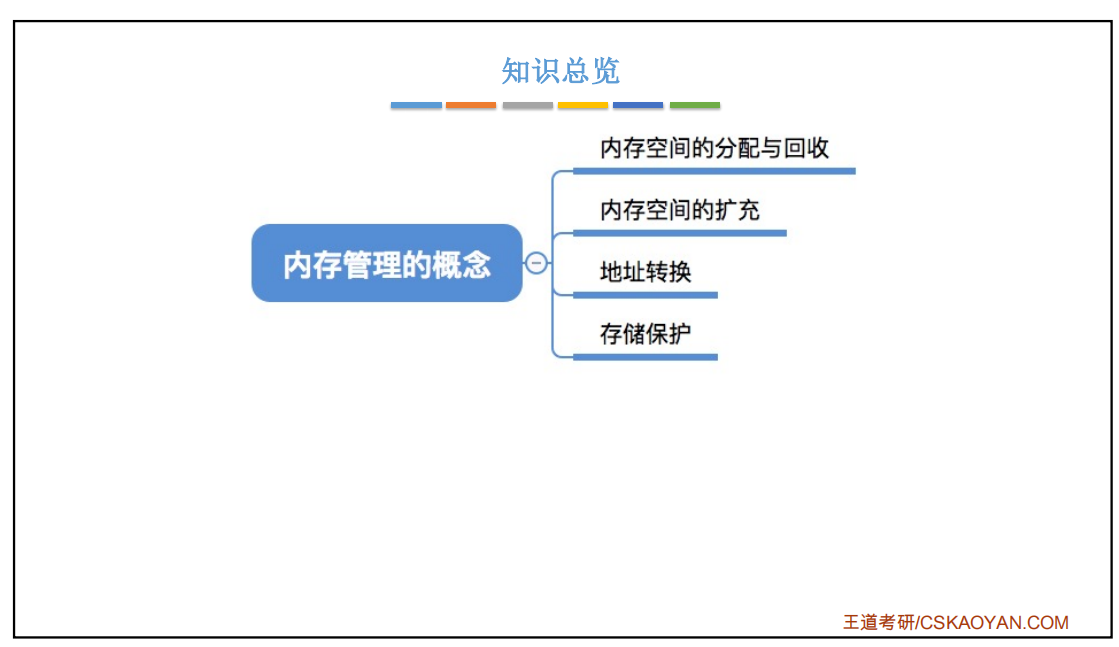 知识总览
内存空间的分配与回收
内存空间的扩充
内存管理的概念
地址转换
存储保护
王道考研/CSKAOYAN.COM